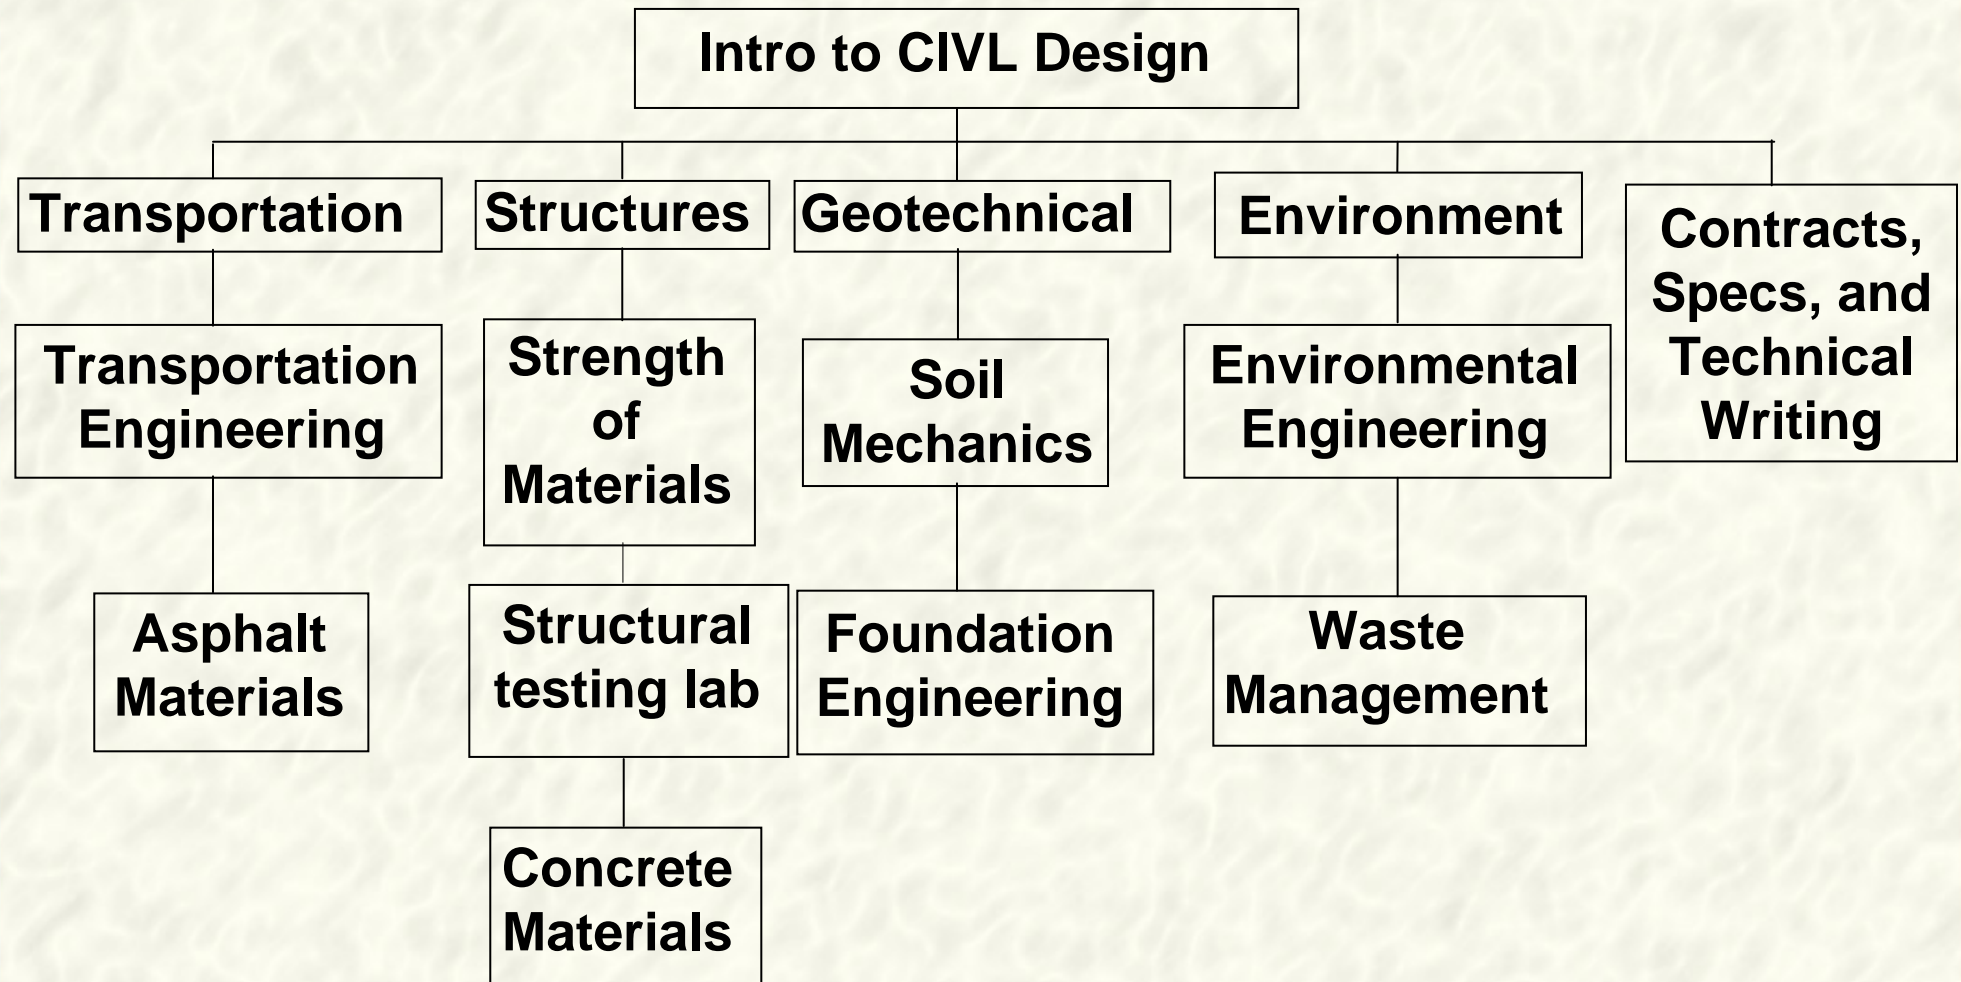 Intro to CIVL Design
Transportation
Structures
Geotechnical
Environment
Contracts,
Specs, and
Technical
Writing
Transportation
Engineering
Strength
of
Materials
Soil
Mechanics
Environmental
Engineering
Asphalt
Materials
Structural
testing lab
Foundation
Engineering
Waste
Management
Concrete
Materials